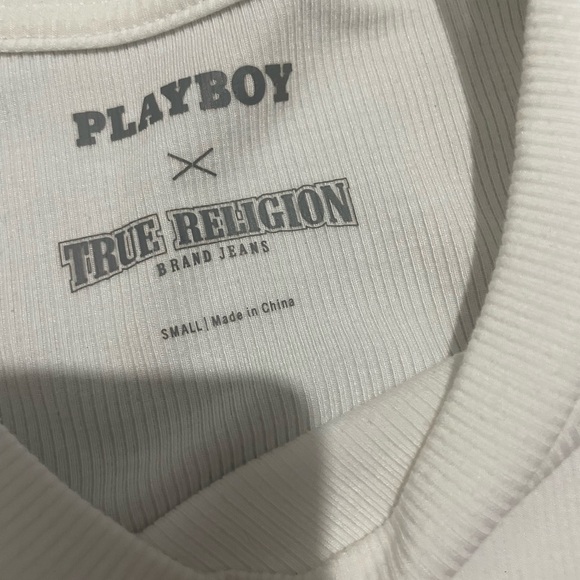 PLAYBOY
X
TRUE RELIGION
BRAND JEANS
SMALL | Made in China